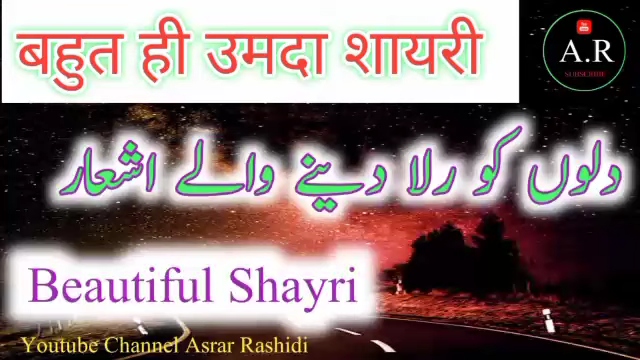 बहुत ही उमदा शायरी
A.R
SUBSCRIBE
دلوں کو رلا دینے والے اشعار
Beautiful Shayri
Youtube Channel Asrar Rashidi